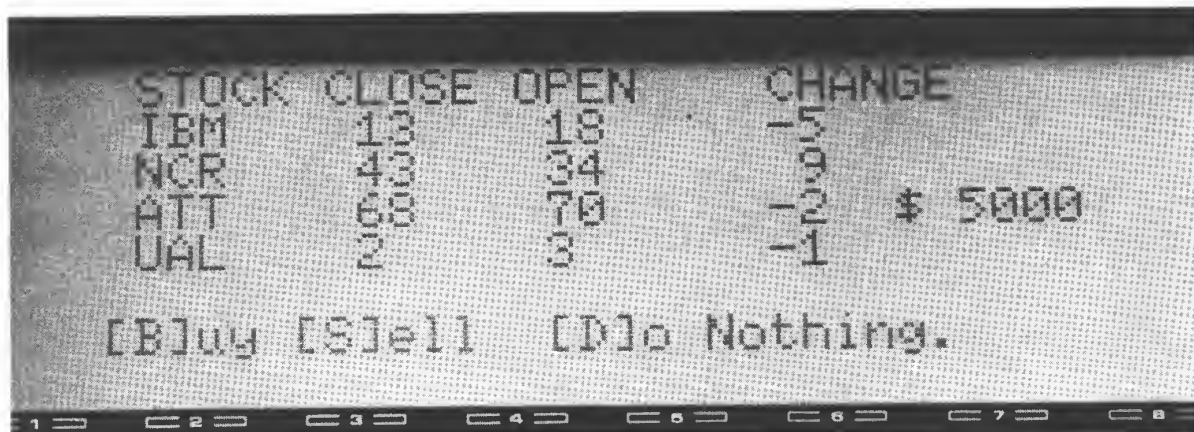 STOCK CLOSE OPEN CHANGE
IBM 13 18 -5
NCR 43 34 9
ATT 68 70 -2 $ 5000
UAL 2 3 -1
[B]uy [S]ell [D]o Nothing.
1 2 3 4 5 6 7 8